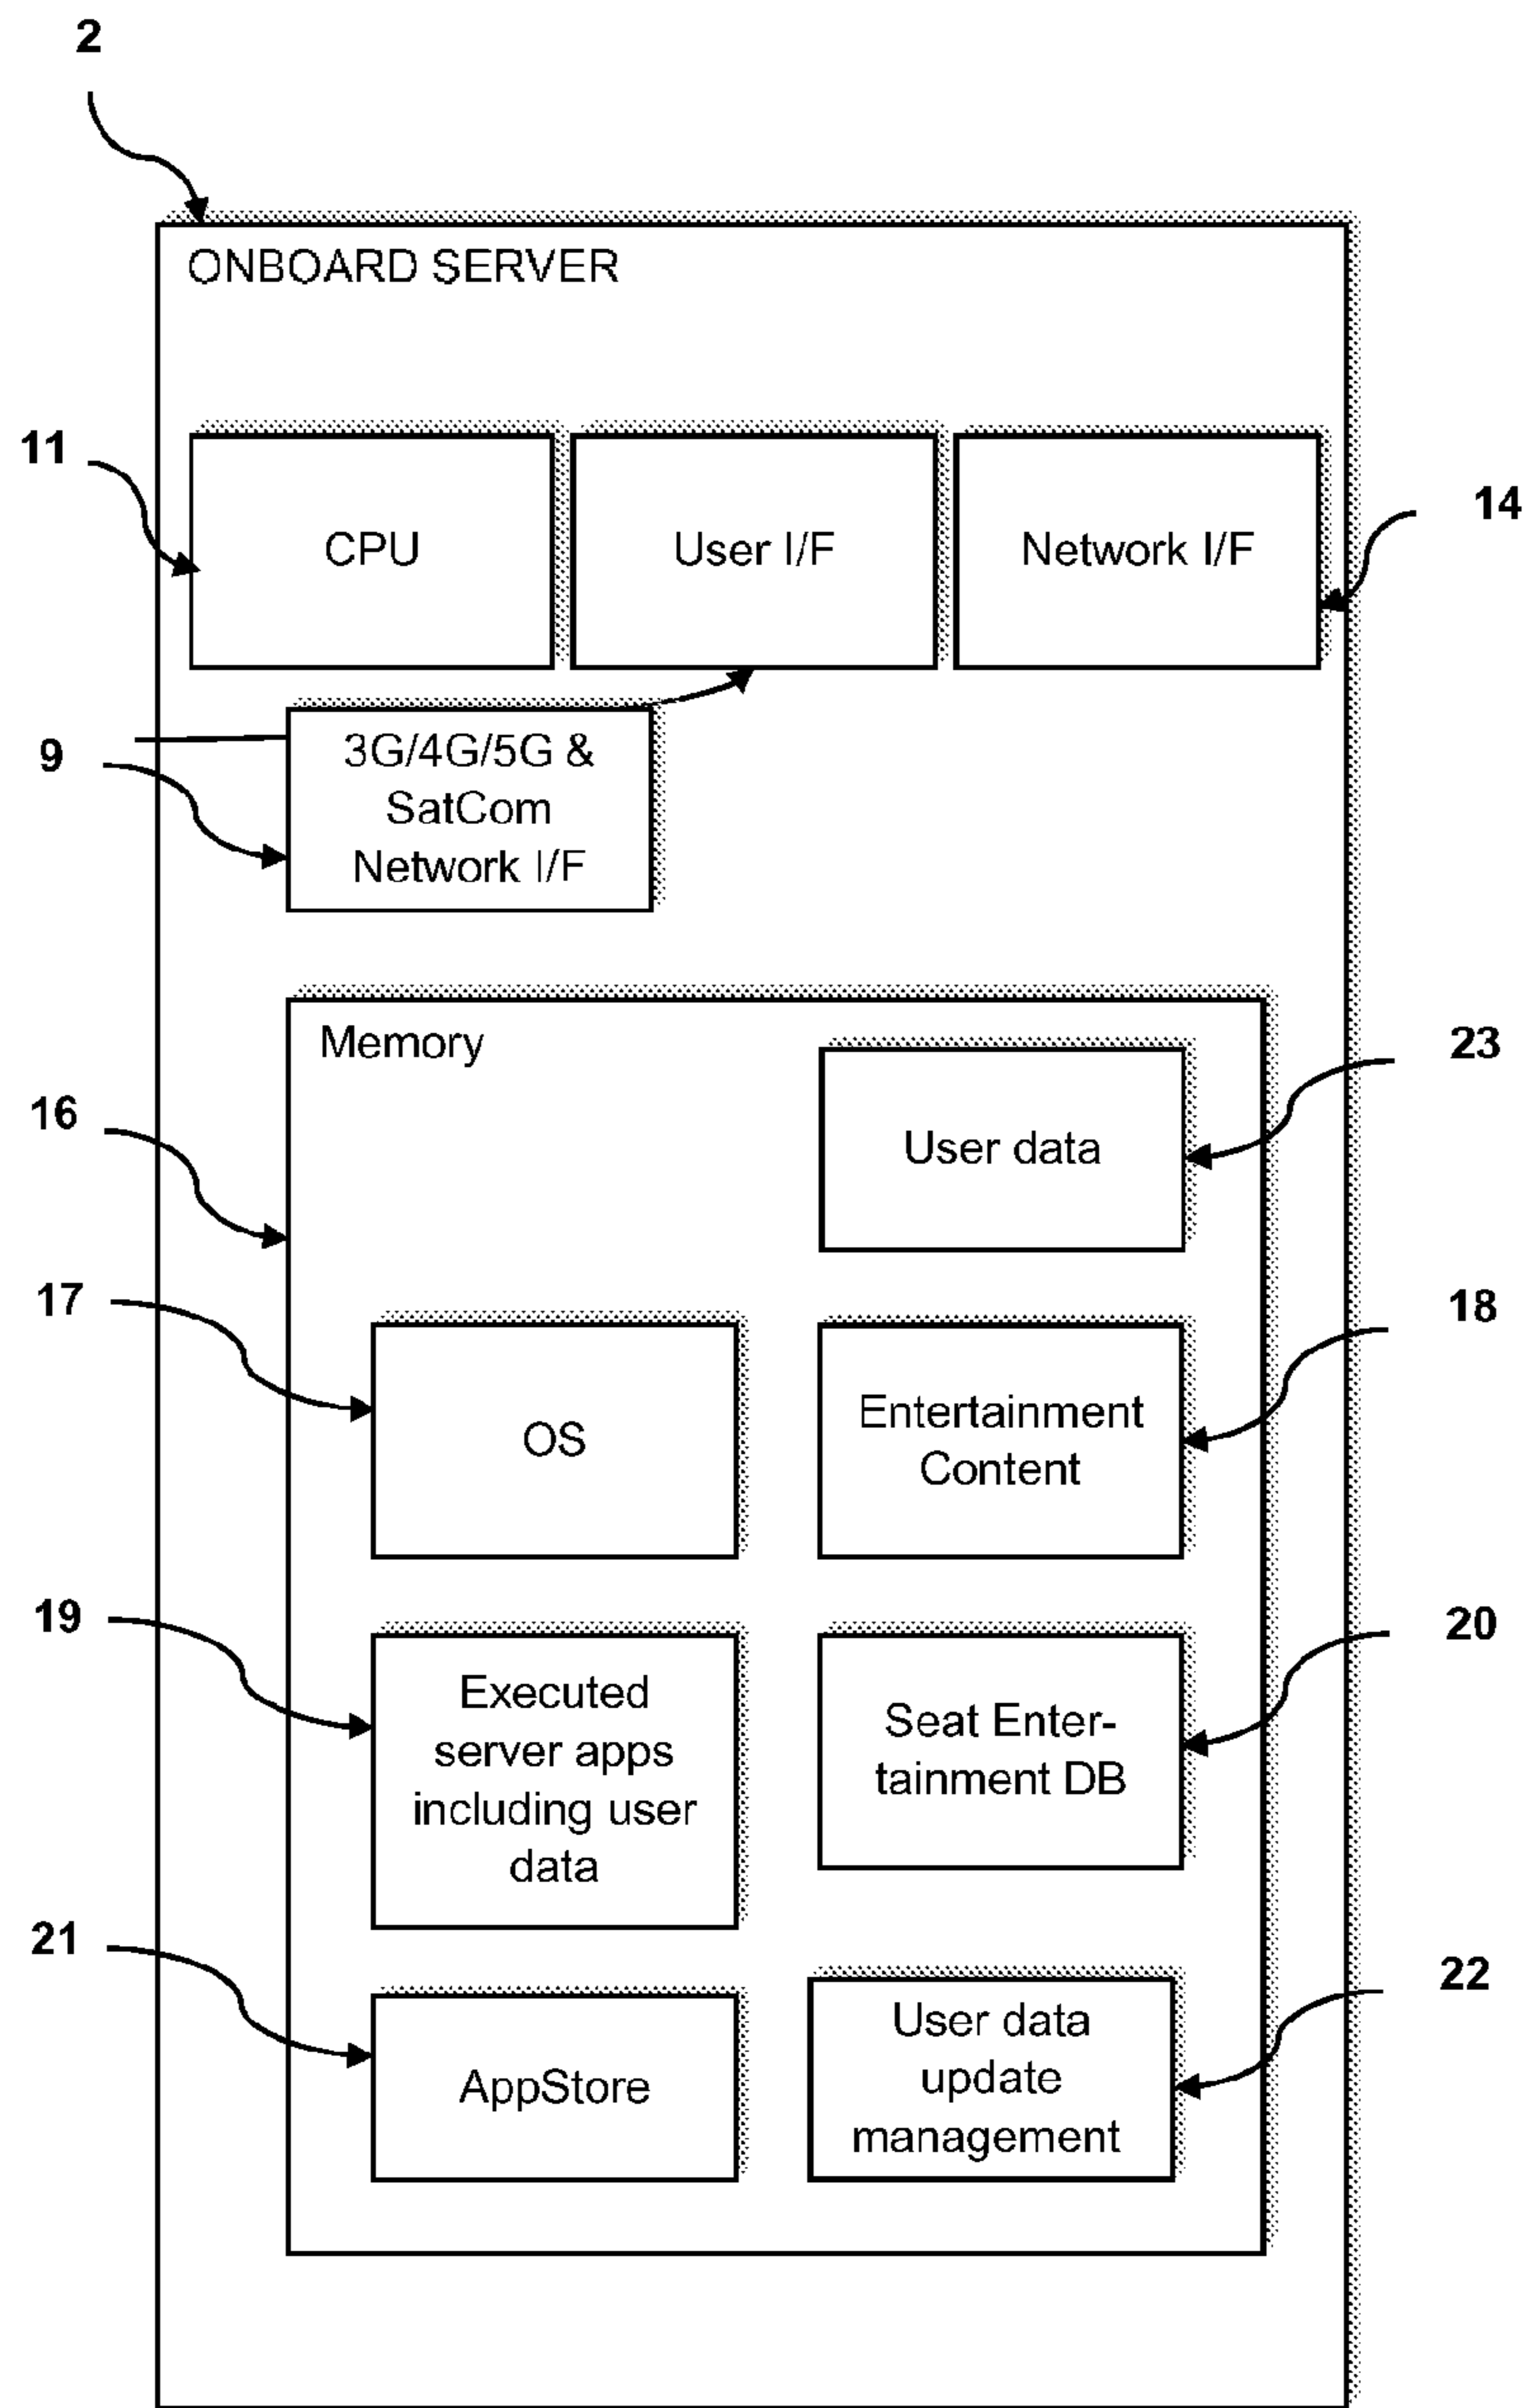 2
ONBOARD SERVER
11
CPU
User I/F
Network I/F
14
9
3G/4G/5G &
SatCom
Network I/F
Memory
23
16
User data
17
18
OS
Entertainment
Content
19
20
Executed
server apps
including user
data
Seat Enter-
tainment DB
21
22
AppStore
User data
update
management